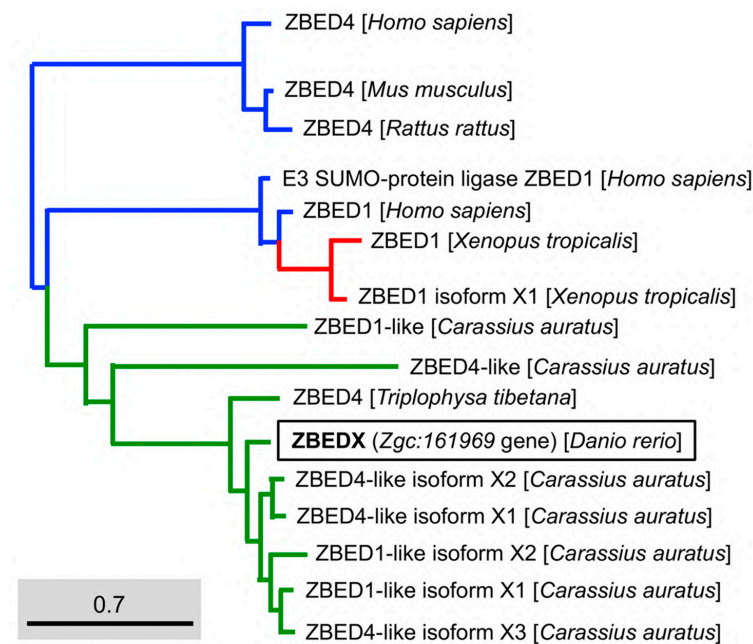 ZBED4 [Homo sapiens]
ZBED4 [Mus musculus]
ZBED4 [Rattus rattus]
E3 SUMO-protein ligase ZBED1 [Homo sapiens]
ZBED1 [Homo sapiens]
ZBED1 [Xenopus tropicalis]
ZBED1 isoform X1 [Xenopus tropicalis]
ZBED1-like [Carassius auratus]
ZBED4-like [Carassius auratus]
ZBED4 [Triplophysa tibetana]
ZBEDX (Zgc:161969 gene) [Danio rerio]
ZBED4-like isoform X2 [Carassius auratus]
ZBED4-like isoform X1 [Carassius auratus]
ZBED1-like isoform X2 [Carassius auratus]
ZBED1-like isoform X1 [Carassius auratus]
ZBED4-like isoform X3 [Carassius auratus]
0.7